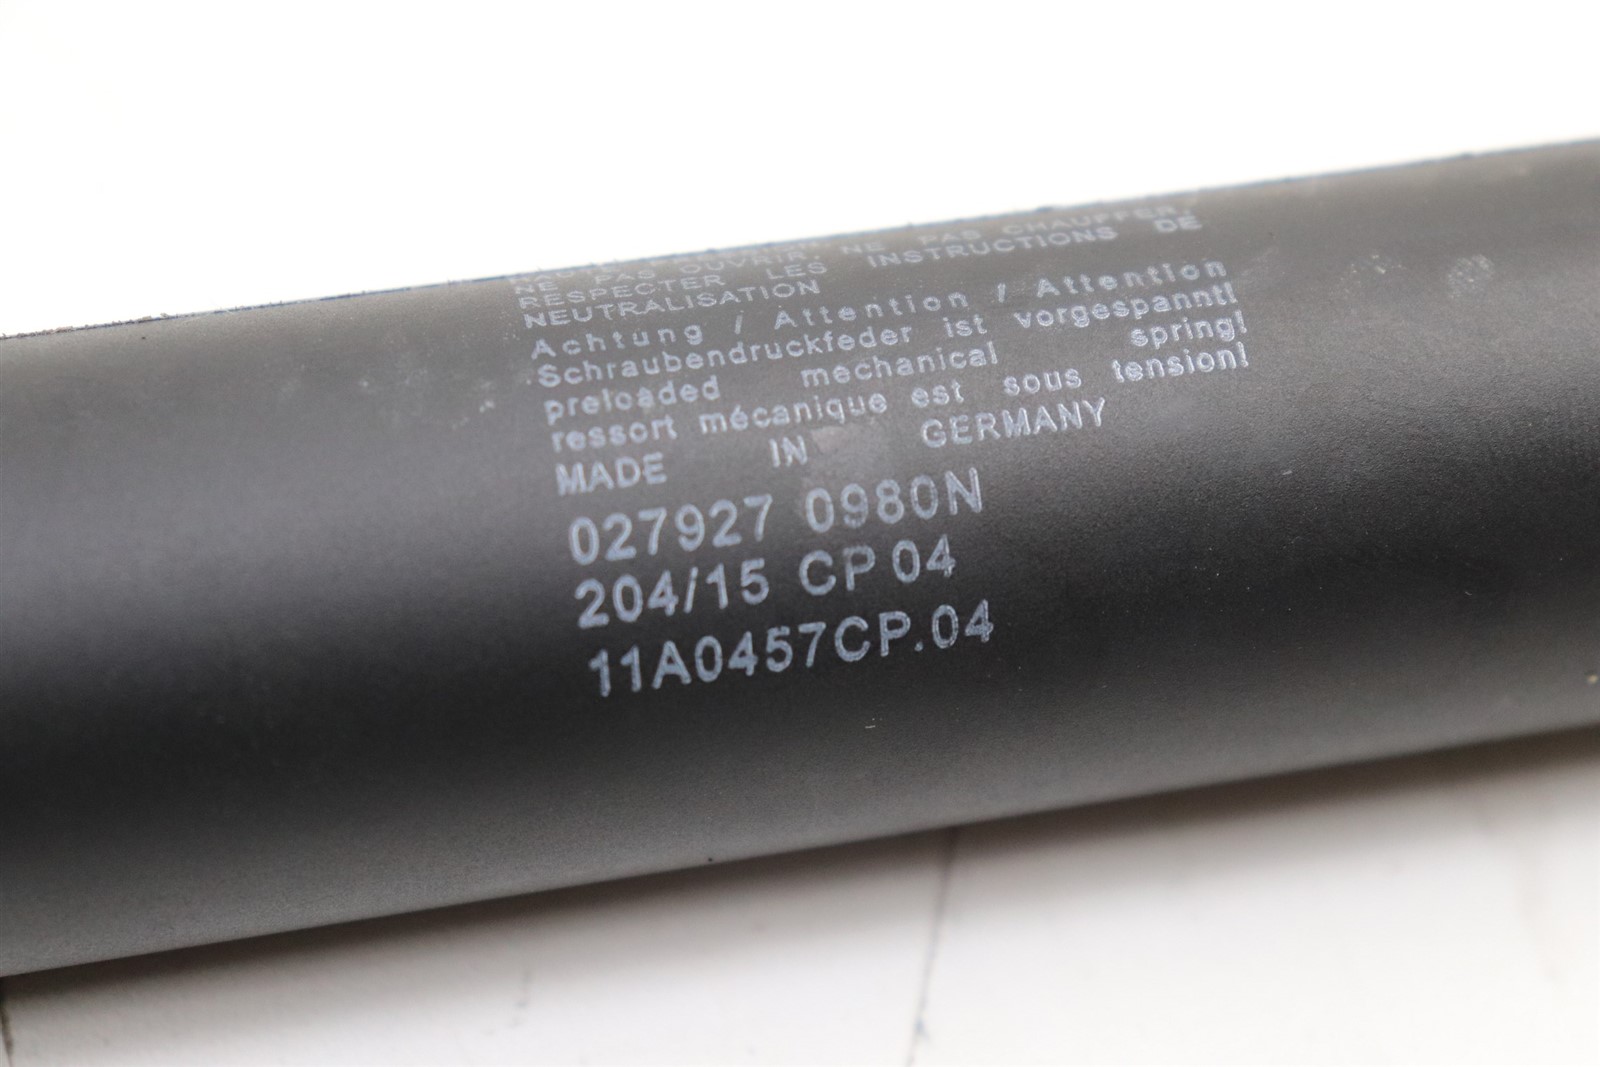 NE PAS OUVRIR, NE PAS CHAUFFER,
RESPECTER LES INSTRUCTIONS DE
NEUTRALISATION
Achtung / Attention / Attention
Schraubendruckfeder ist vorgespannt!
preloaded mechanical spring!
ressort mécanique est sous tension!
MADE IN GERMANY
027927 0980N
204/15 CP 04
11A0457CP.04